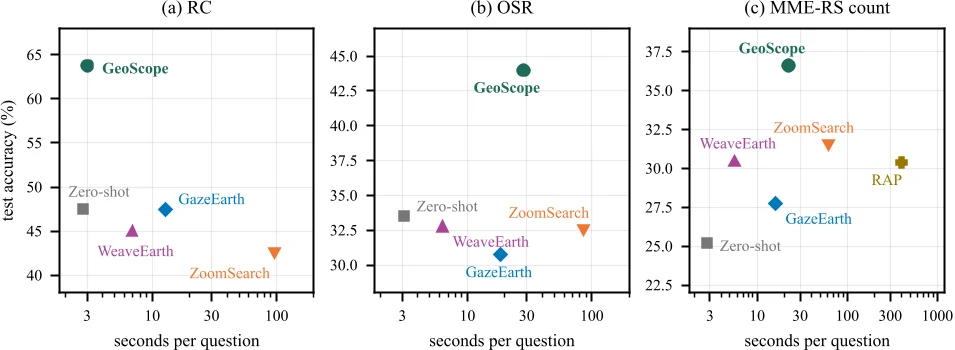 (a) RC
test accuracy (%)
65
60
55
50
45
40
GeoScope
Zero-shot
GazeEarth
WeaveEarth
ZoomSearch
3 10 30 100
seconds per question
(b) OSR
45.0
42.5
40.0
37.5
35.0
32.5
30.0
GeoScope
Zero-shot
ZoomSearch
WeaveEarth
GazeEarth
3 10 30 100
seconds per question
(c) MME-RS count
37.5
35.0
32.5
30.0
27.5
25.0
22.5
GeoScope
ZoomSearch
WeaveEarth
RAP
GazeEarth
Zero-shot
3 10 30 100 300 1000
seconds per question